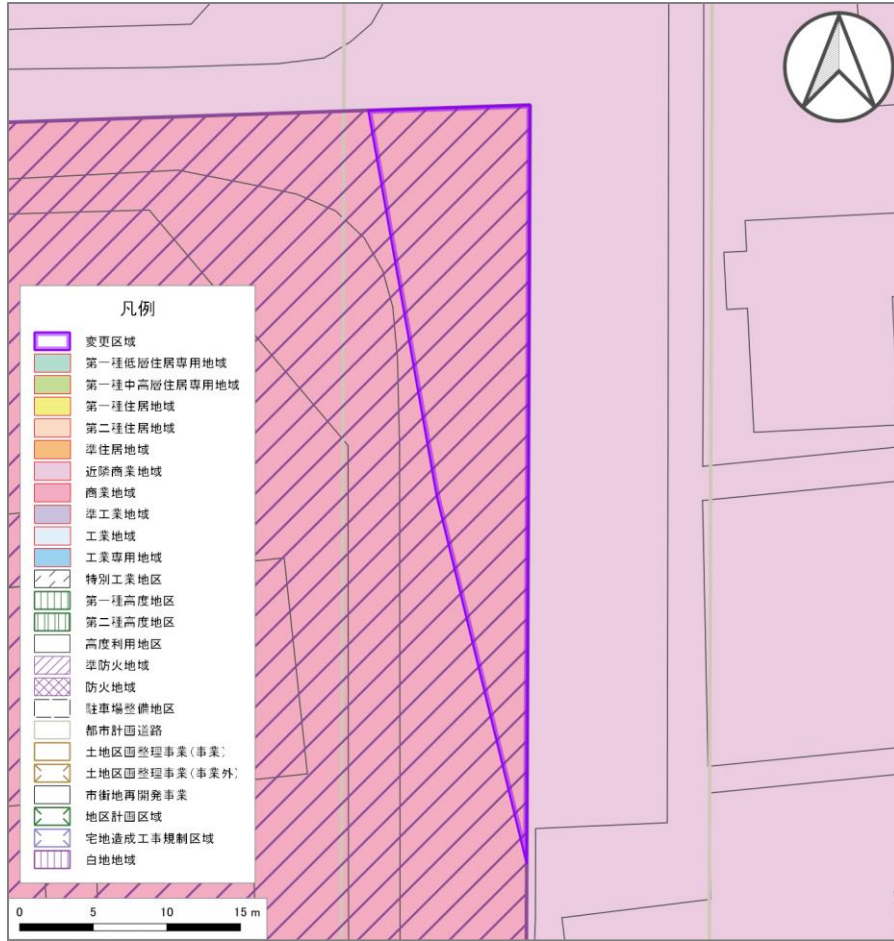 凡例
変更区域
第一種低層住居専用地域
第一種中高層住居専用地域
第一種住居地域
第二種住居地域
準住居地域
近隣商業地域
商業地域
準工業地域
工業地域
工業専用地域
特別工業地区
第一種高度地区
第二種高度地区
高度利用地区
準防火地域
防火地域
駐車場整備地区
都市計画道路
土地区画整理事業(事業)
土地区画整理事業(事業外)
市街地再開発事業
地区計画区域
宅地造成工事規制区域
白地地域
0 5 10 15 m